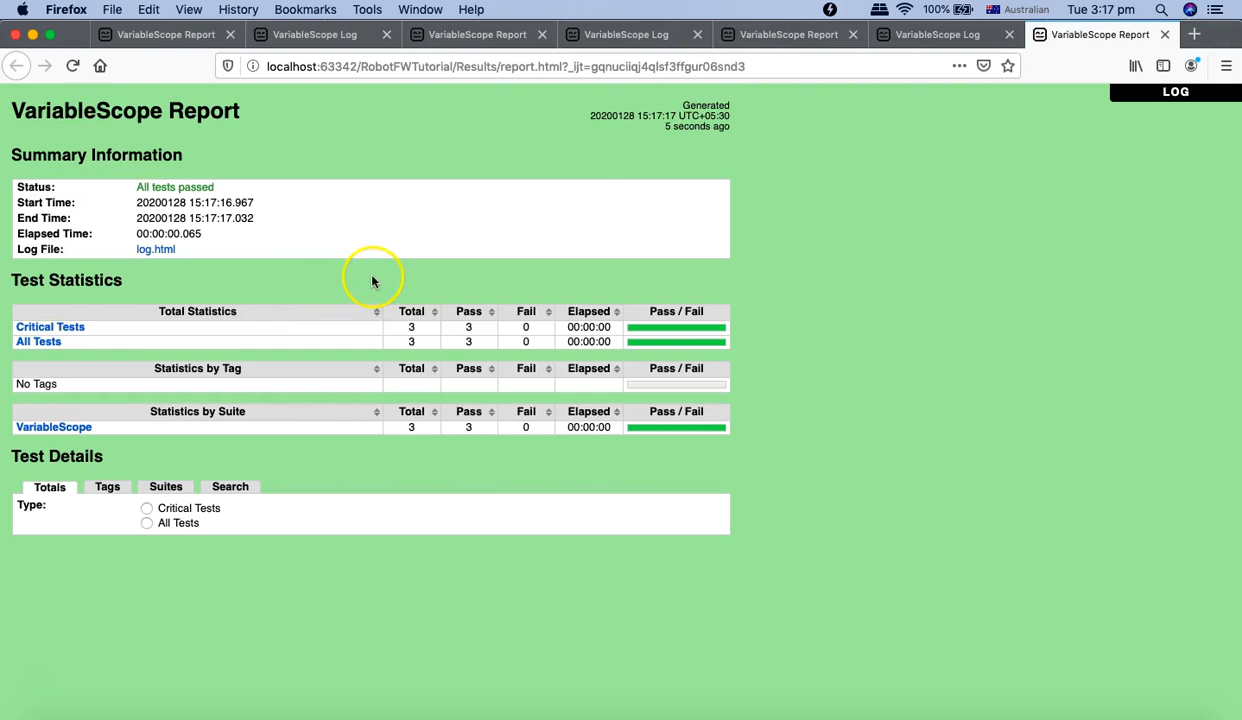 Firefox File Edit View History Bookmarks Tools Window Help 100% Australian Tue 3:17 pm
VariableScope Report VariableScope Log VariableScope Report VariableScope Log VariableScope Report VariableScope Log VariableScope Report
localhost:63342/RobotFWTutorial/Results/report.html?_ijt=gqnuciiqj4qlsf3ffgur06snd3
LOG
VariableScope Report
Generated
20200128 15:17:17 UTC+05:30
5 seconds ago
Summary Information
Status: All tests passed
Start Time: 20200128 15:17:16.967
End Time: 20200128 15:17:17.032
Elapsed Time: 00:00:00.065
Log File: log.html
Test Statistics
Total Statistics Total Pass Fail Elapsed Pass / Fail
Critical Tests 3 3 0 00:00:00
All Tests 3 3 0 00:00:00
Statistics by Tag Total Pass Fail Elapsed Pass / Fail
No Tags
Statistics by Suite Total Pass Fail Elapsed Pass / Fail
VariableScope 3 3 0 00:00:00
Test Details
Totals Tags Suites Search
Type: Critical Tests
All Tests